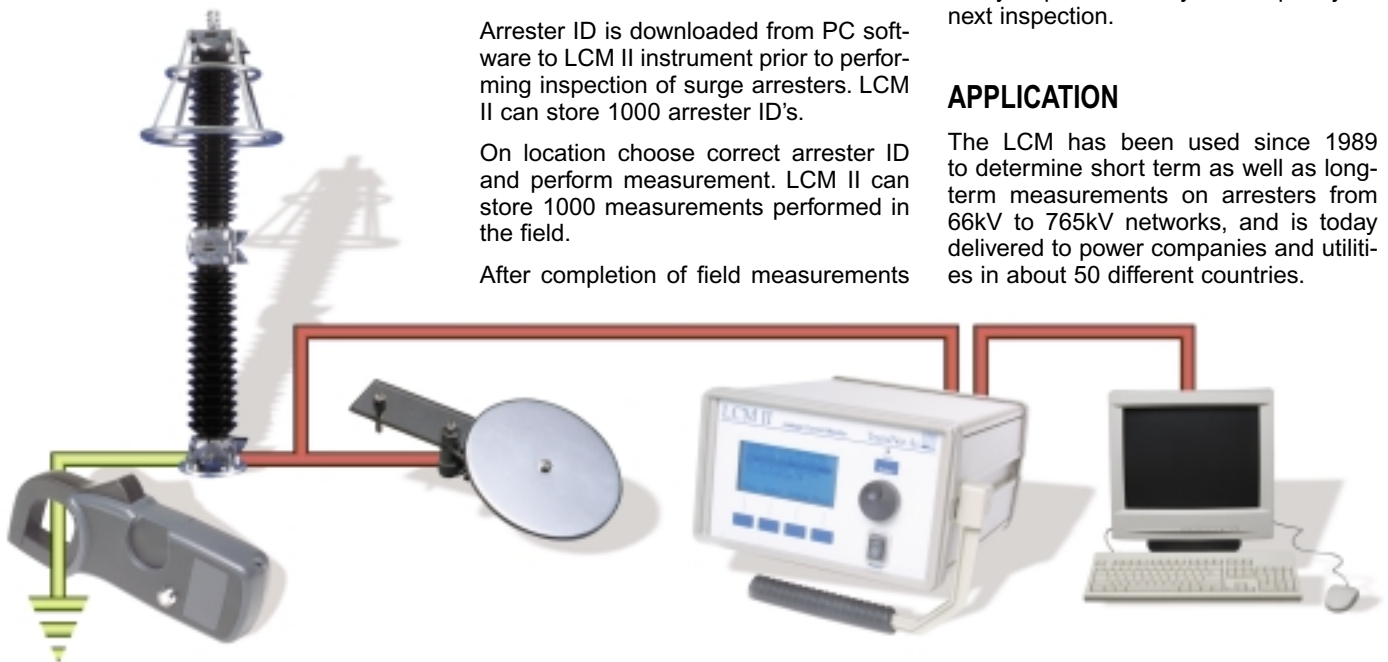 Arrester ID is downloaded from PC soft-
ware to LCM II instrument prior to perfor-
ming inspection of surge arresters. LCM
II can store 1000 arrester ID's.
On location choose correct arrester ID
and perform measurement. LCM II can
store 1000 measurements performed in
the field.
After completion of field measurements
next inspection.
APPLICATION
The LCM has been used since 1989
to determine short term as well as long-
term measurements on arresters from
66kV to 765kV networks, and is today
delivered to power companies and utiliti-
es in about 50 different countries.
LCM II